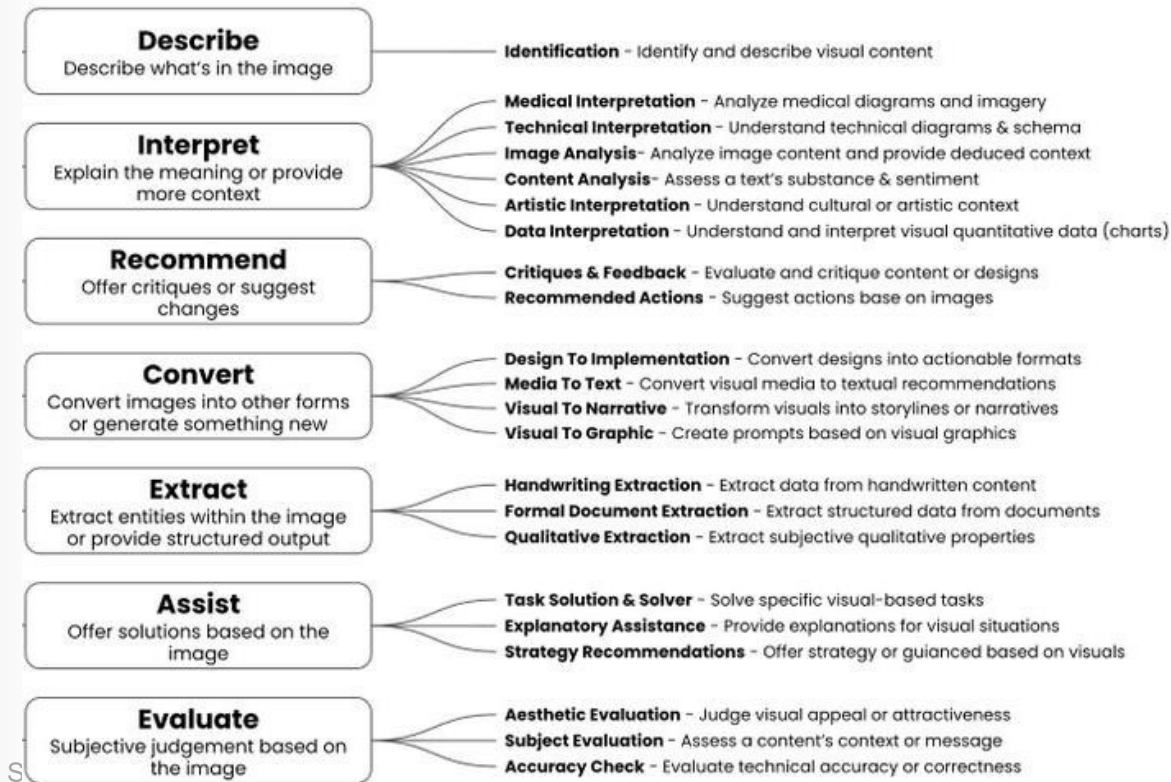 Describe
Describe what's in the image
Identification - Identify and describe visual content
Interpret
Explain the meaning or provide
more context
Medical Interpretation - Analyze medical diagrams and imagery
Technical Interpretation - Understand technical diagrams & schema
Image Analysis- Analyze image content and provide deduced context
Content Analysis- Assess a text's substance & sentiment
Artistic Interpretation - Understand cultural or artistic context
Data Interpretation - Understand and interpret visual quantitative data (charts)
Recommend
Offer critiques or suggest
changes
Critiques & Feedback - Evaluate and critique content or designs
Recommended Actions - Suggest actions base on images
Convert
Convert images into other forms
or generate something new
Design To Implementation - Convert designs into actionable formats
Media To Text - Convert visual media to textual recommendations
Visual To Narrative - Transform visuals into storylines or narratives
Visual To Graphic - Create prompts based on visual graphics
Extract
Extract entities within the image
or provide structured output
Handwriting Extraction - Extract data from handwritten content
Formal Document Extraction - Extract structured data from documents
Qualitative Extraction - Extract subjective qualitative properties
Assist
Offer solutions based on the
image
Task Solution & Solver - Solve specific visual-based tasks
Explanatory Assistance - Provide explanations for visual situations
Strategy Recommendations - Offer strategy or guianced based on visuals
Evaluate
Subjective judgement based on
the image
Aesthetic Evaluation - Judge visual appeal or attractiveness
Subject Evaluation - Assess a content's context or message
Accuracy Check - Evaluate technical accuracy or correctness